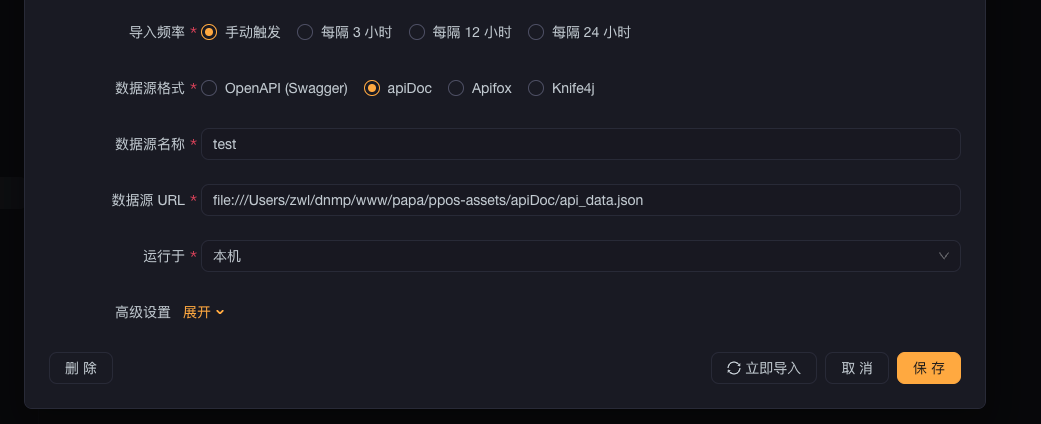 导入频率 * 手动触发 每隔 3 小时 每隔 12 小时 每隔 24 小时
数据源格式 * OpenAPI (Swagger) apiDoc Apifox Knife4j
数据源名称 * test
数据源 URL * file:///Users/zwl/dnmp/www/papa/ppos-assets/apiDoc/api_data.json
运行于 * 本机
高级设置 展开
删 除 立即导入 取 消 保 存